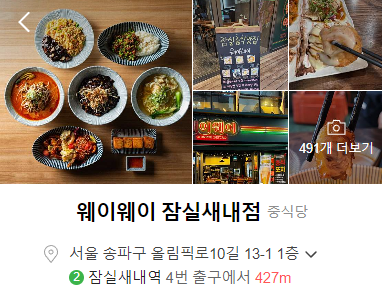 491개 더보기
웨이웨이 잠실새내점 중식당
서울 송파구 올림픽로10길 13-1 1층
2 잠실새내역 4번 출구에서 427m